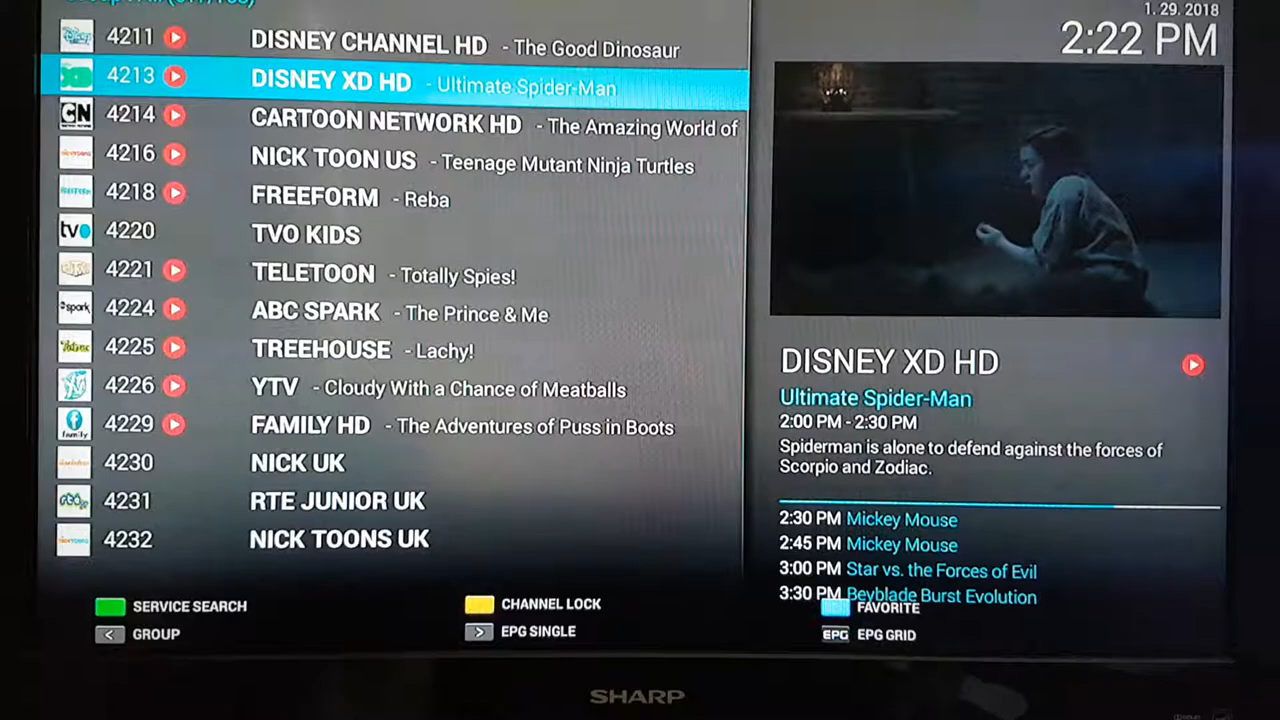 1. 29. 2018
2:22 PM
4211 DISNEY CHANNEL HD - The Good Dinosaur
4213 DISNEY XD HD - Ultimate Spider-Man
CN 4214 CARTOON NETWORK HD - The Amazing World of
4216 NICK TOON US - Teenage Mutant Ninja Turtles
4218 FREEFORM - Reba
tvo 4220 TVO KIDS
4221 TELETOON - Totally Spies!
spark 4224 ABC SPARK - The Prince & Me
4225 TREEHOUSE - Lachy!
4226 YTV - Cloudy With a Chance of Meatballs
family 4229 FAMILY HD - The Adventures of Puss in Boots
4230 NICK UK
4231 RTE JUNIOR UK
4232 NICK TOONS UK
DISNEY XD HD
Ultimate Spider-Man
2:00 PM - 2:30 PM
Spiderman is alone to defend against the forces of
Scorpio and Zodiac.
2:30 PM Mickey Mouse
2:45 PM Mickey Mouse
3:00 PM Star vs. the Forces of Evil
3:30 PM Beyblade Burst Evolution
SERVICE SEARCH
CHANNEL LOCK
FAVORITE
< GROUP
> EPG SINGLE
EPG EPG GRID
SHARP